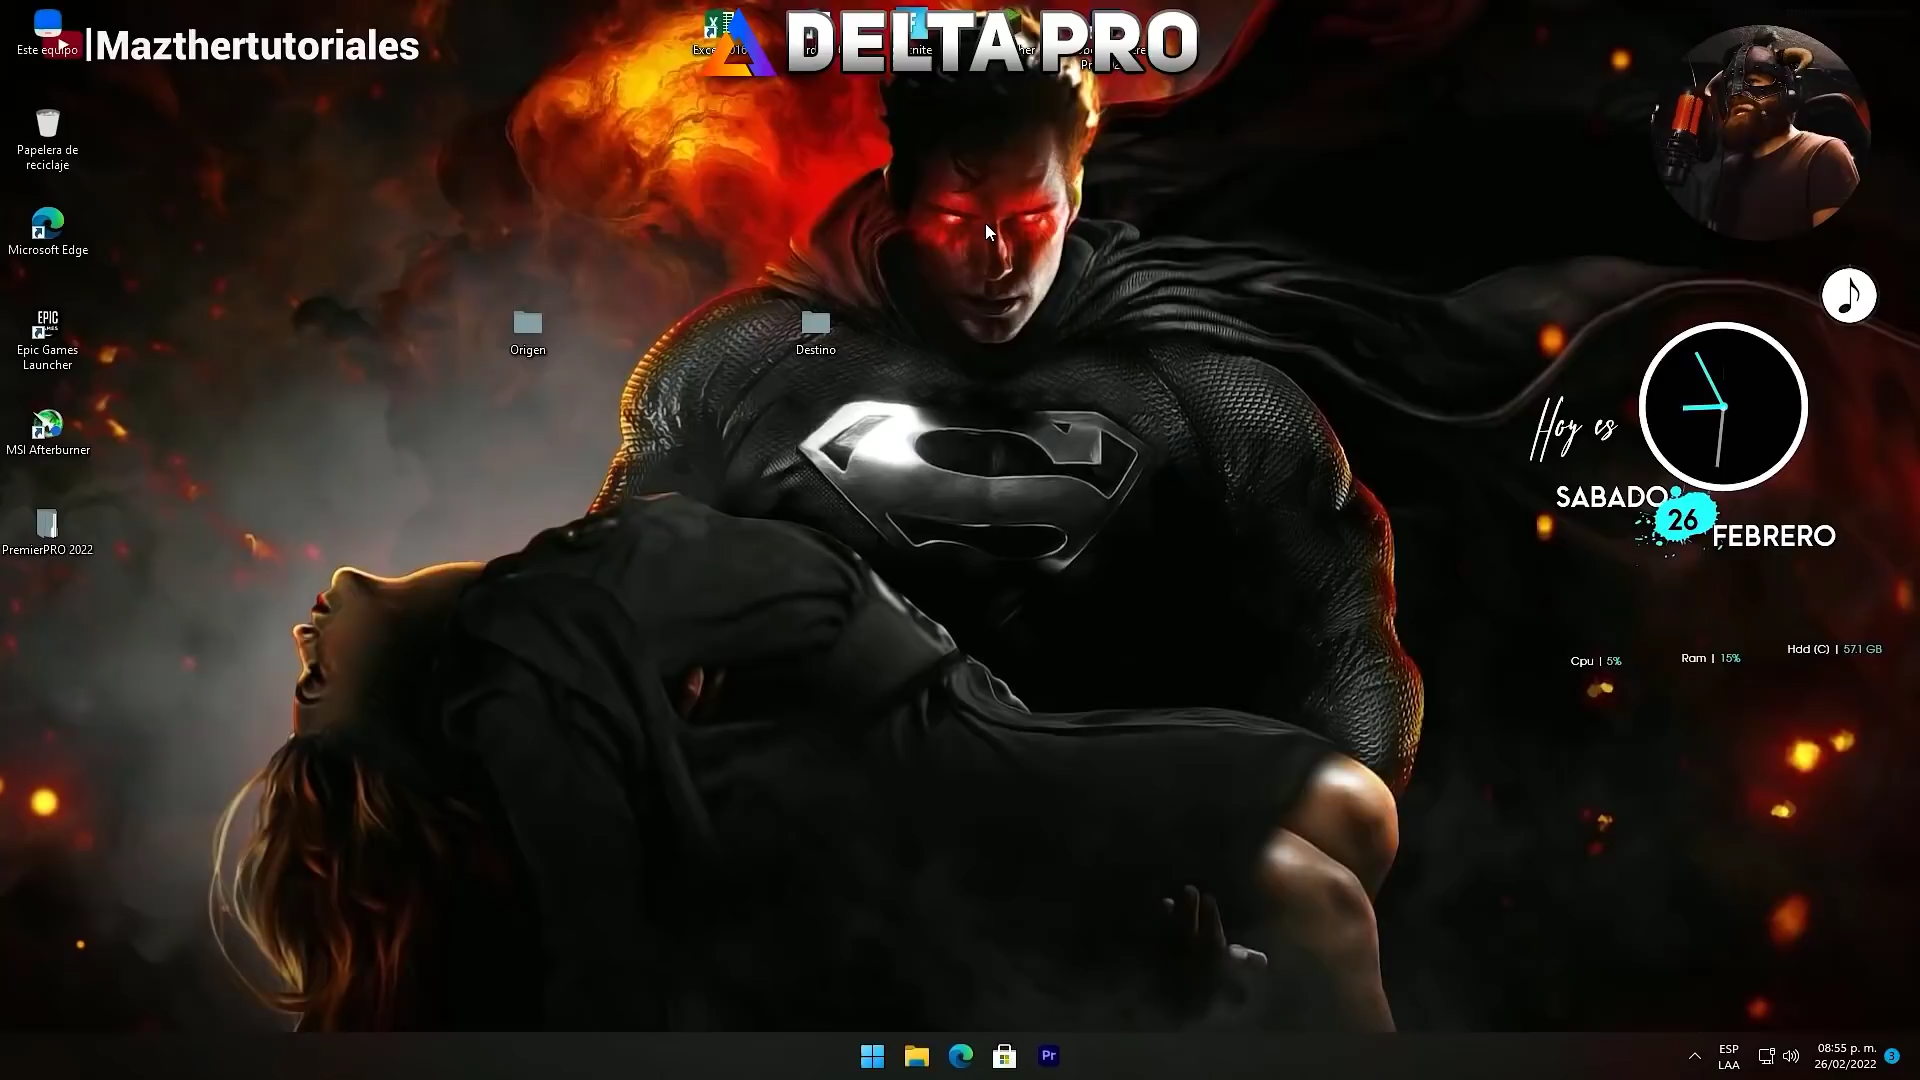 Este equipo
|Mazthertutoriales
DELTA PRO
Papelera de
reciclaje
Microsoft Edge
EPIC
Epic Games
Launcher
MSI Afterburner
PremierPRO 2022
Origen
Destino
Hoy es
SABADO
26
FEBRERO
Cpu | 5%
Ram | 15%
Hdd (C) | 57.1 GB
Pr
ESP
LAA
08:55 p. m.
26/02/2022
3